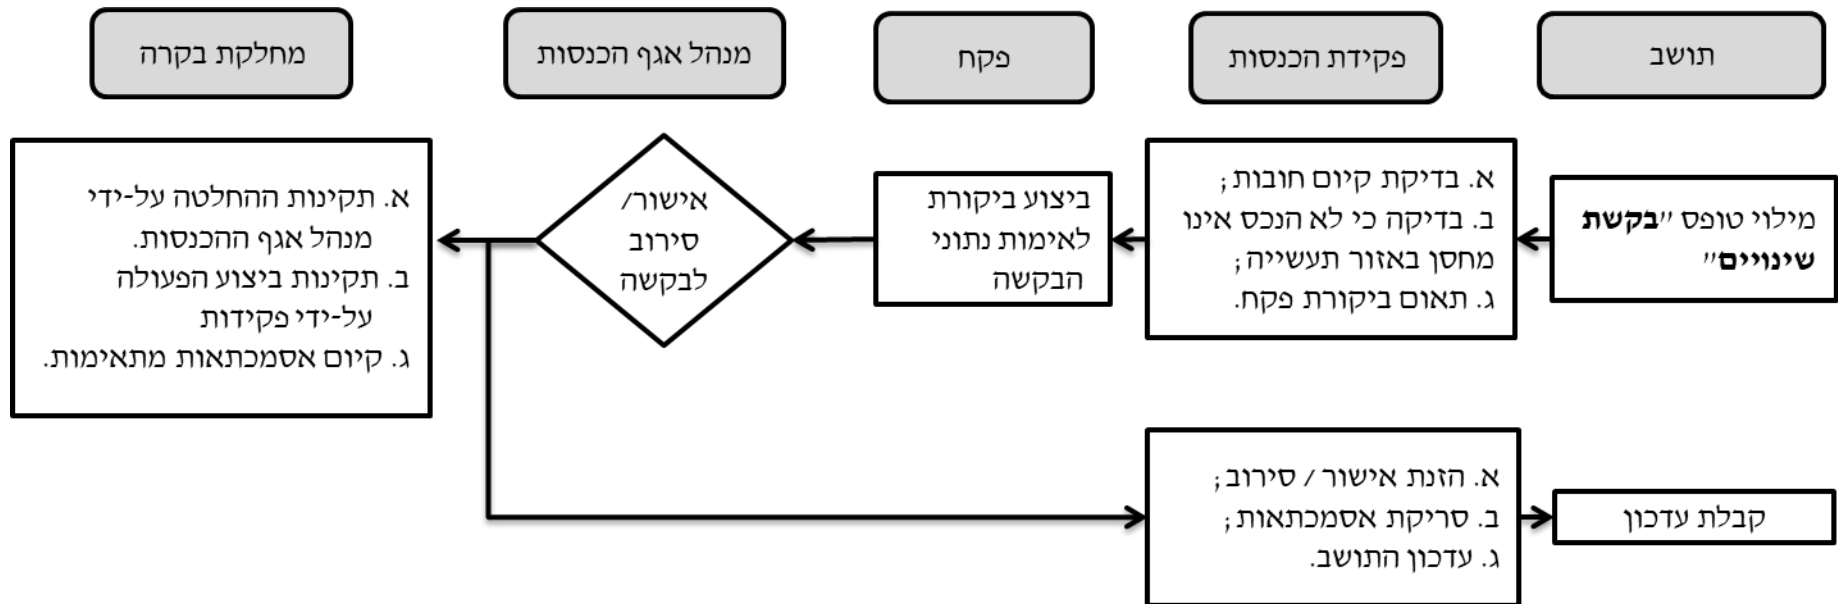 תושב
פקידת הכנסות
פקח
מנהל אגף הכנסות
מחלקת בקרה
מילוי טופס "בקשת
שינויים"
א. בדיקת קיום חובות;
ב. בדיקה כי לא הנכס אינו
מחסן באזור תעשייה;
ג. תאום ביקורת פקח.
ביצוע ביקורת
לאימות נתוני
הבקשה
אישור/
סירוב
לבקשה
א. תקינות ההחלטה על-ידי
מנהל אגף ההכנסות.
ב. תקינות ביצוע הפעולה
על-ידי פקידות
ג. קיום אסמכתאות מתאימות.
א. הזנת אישור / סירוב;
ב. סריקת אסמכתאות;
ג. עדכון התושב.
קבלת עדכון